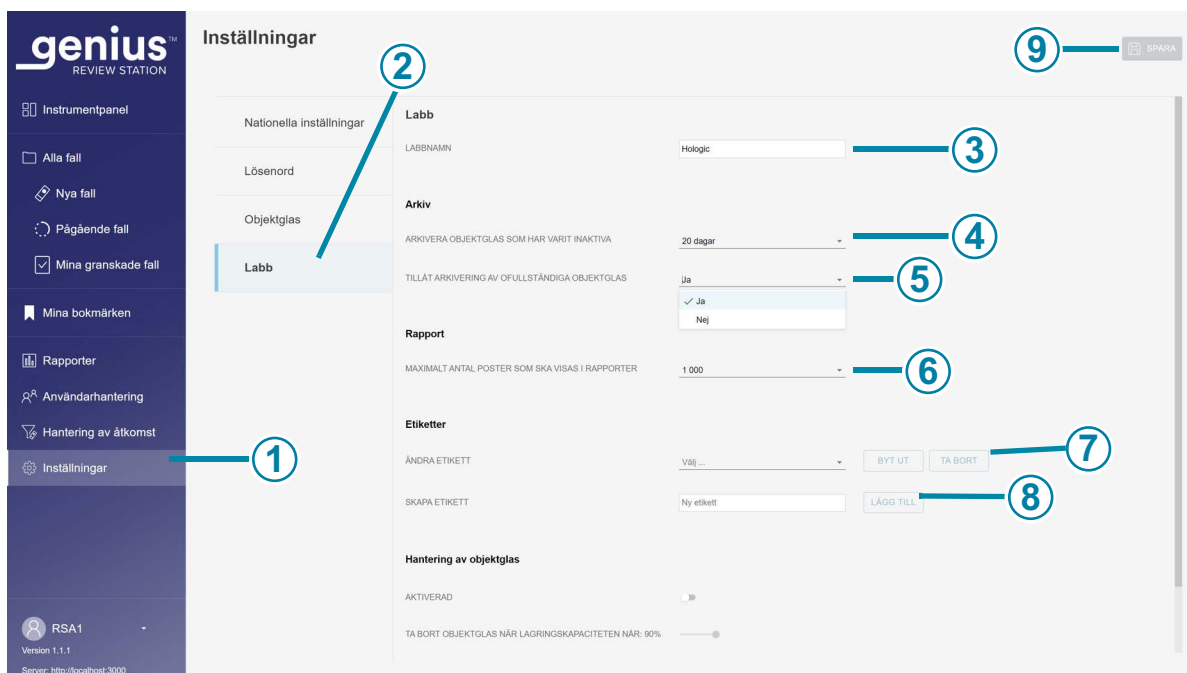 genius™
REVIEW STATION
Instrumentpanel
Alla fall
Nya fall
Pågående fall
Mina granskade fall
Mina bokmärken
Rapporter
Användarhantering
Hantering av åtkomst
Inställningar
RSA1
Version 1.1.1
Server: http://localhost:3000
Inställningar
SPARA
Nationella inställningar
Lösenord
Objektglas
Labb
Labb
LABBNAMN Hologic
Arkiv
ARKIVERA OBJEKTGLAS SOM HAR VARIT INAKTIVA 20 dagar
TILLÅT ARKIVERING AV OFULLSTÄNDIGA OBJEKTGLAS Ja
Ja
Nej
Rapport
MAXIMALT ANTAL POSTER SOM SKA VISAS I RAPPORTER 1 000
Etiketter
ÄNDRA ETIKETT Välj ... BYT UT TA BORT
SKAPA ETIKETT Ny etikett LÄGG TILL
Hantering av objektglas
AKTIVERAD
TA BORT OBJEKTGLAS NÄR LAGRINGSKAPACITETEN NÅR: 90%
1
2
3
4
5
6
7
8
9